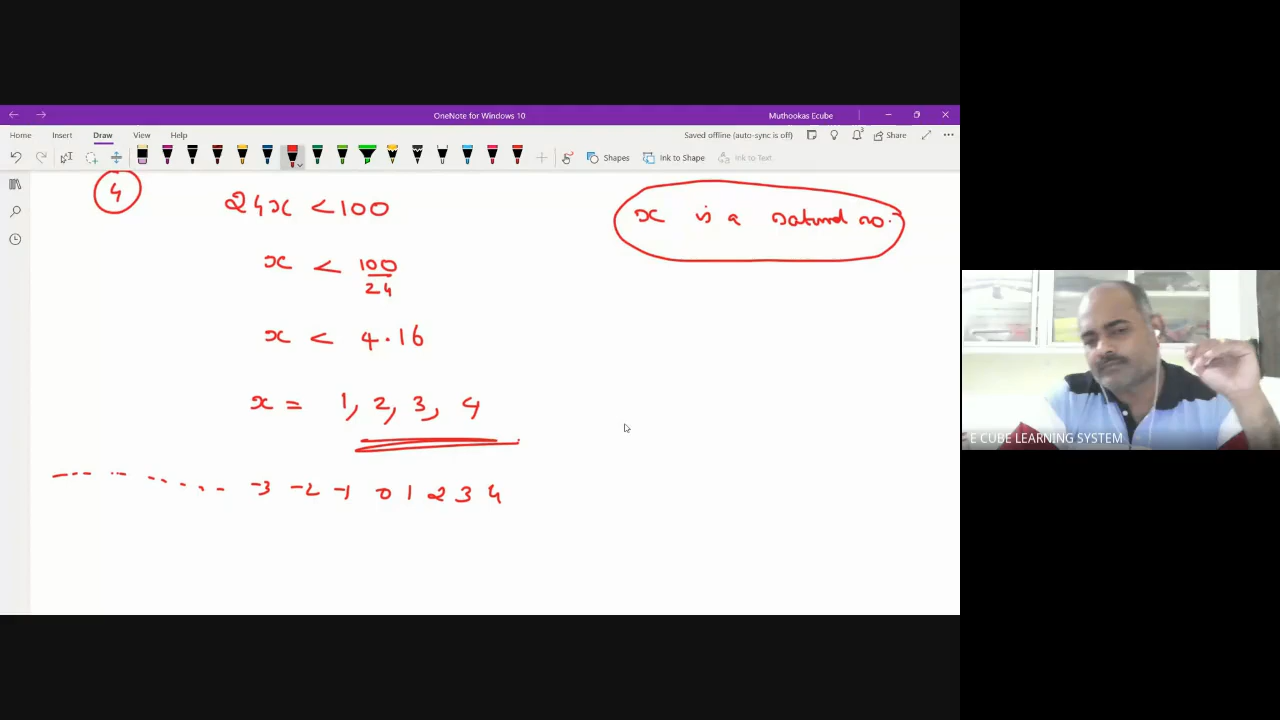 OneNote for Windows 10
Muthookas Ecube
Home Insert Draw View Help
Saved offline (auto-sync is off)
3
Share
Shapes
Ink to Shape
Ink to Text
4
24x < 100
x is a natural no.
x < 100/24
x < 4.16
x = 1, 2, 3, 4
-3 -2 -1 0 1 2 3 4
E CUBE LEARNING SYSTEM